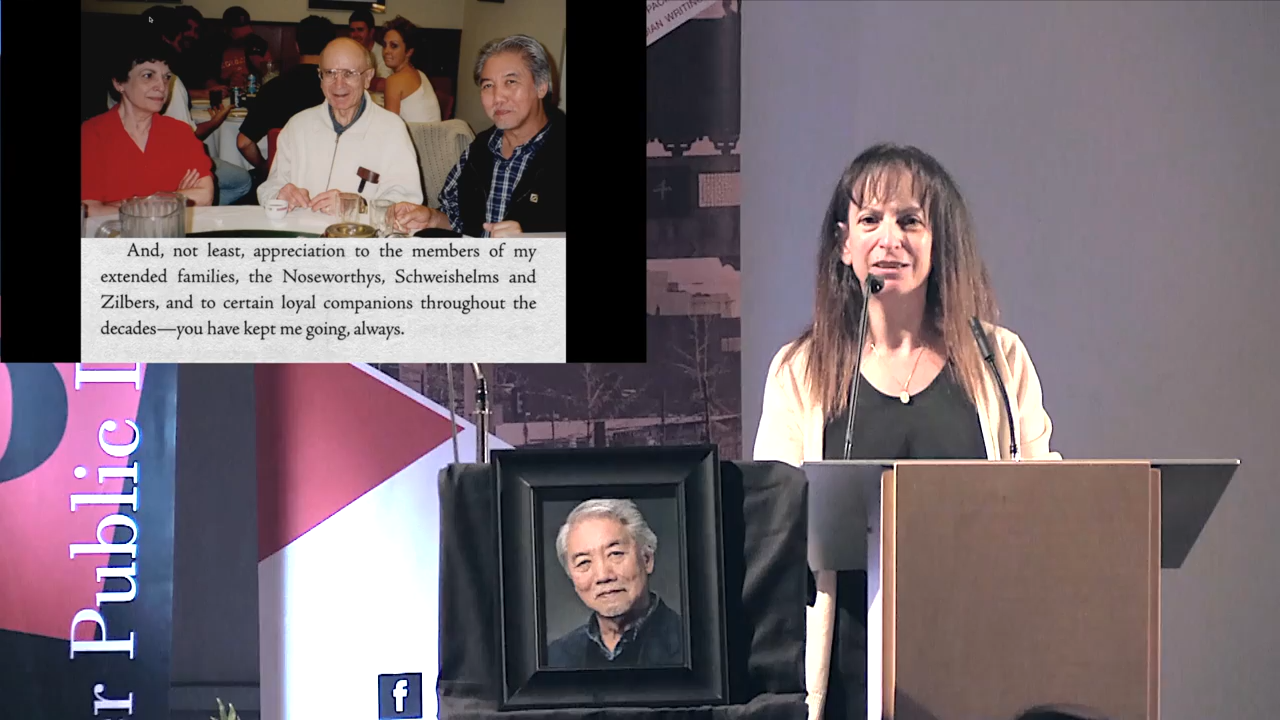 And, not least, appreciation to the members of my
extended families, the Noseworthys, Schweishelms and
Zilbers, and to certain loyal companions throughout the
decades—you have kept me going, always.
Public
f